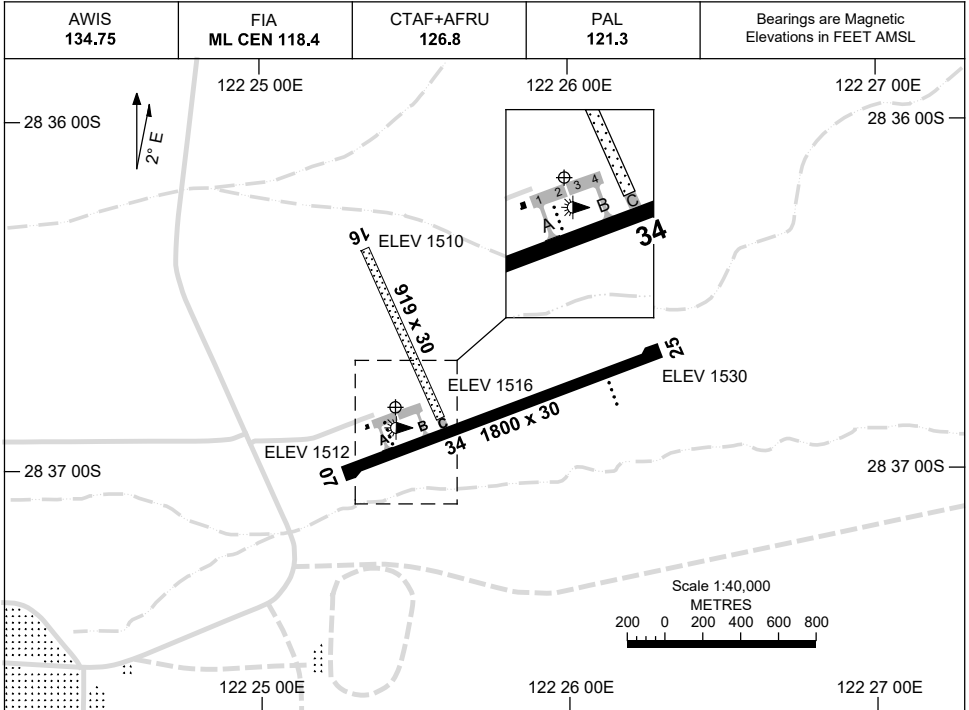 AWIS
134.75
FIA
ML CEN 118.4
CTAF+AFRU
126.8
PAL
121.3
Bearings are Magnetic
Elevations in FEET AMSL
122 25 00E
122 26 00E
122 27 00E
28 36 00S
28 36 00S
2° E
1
2
3
4
A
B
C
34
16
ELEV 1510
919 x 30
25
ELEV 1516
ELEV 1530
1800 x 30
A
B
C
34
ELEV 1512
07
28 37 00S
28 37 00S
Scale 1:40,000
METRES
200 0 200 400 600 800
122 25 00E
122 26 00E
122 27 00E